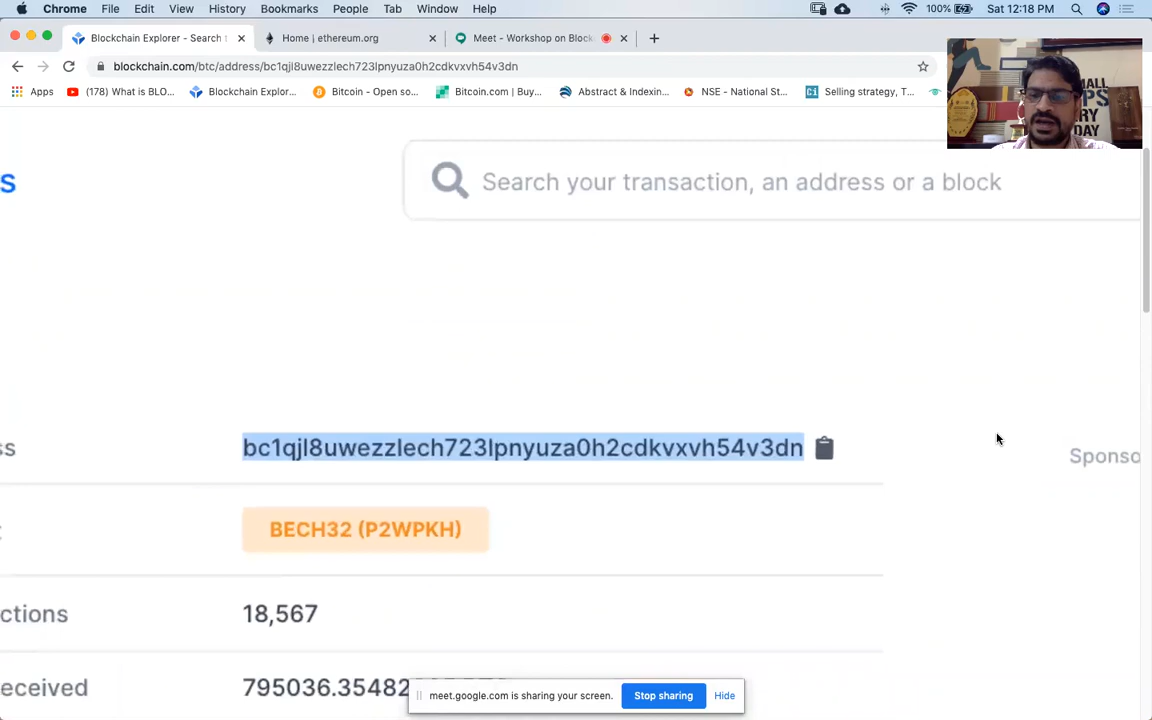 Chrome File Edit View History Bookmarks People Tab Window Help 100% Sat 12:18 PM
Blockchain Explorer - Search Home | ethereum.org Meet - Workshop on Block
blockchain.com/btc/address/bc1qjl8uwezzlech723lpnyuza0h2cdkvxvh54v3dn
Apps (178) What is BLO... Blockchain Explor... Bitcoin - Open so... Bitcoin.com | Buy,... Abstract & Indexin... NSE - National St... Selling strategy, T...
DAY
s Search your transaction, an address or a block
ss bc1qjl8uwezzlech723lpnyuza0h2cdkvxvh54v3dn
Sponso
BECH32 (P2WPKH)
ctions 18,567
eceived 795036.35482
meet.google.com is sharing your screen. Stop sharing Hide